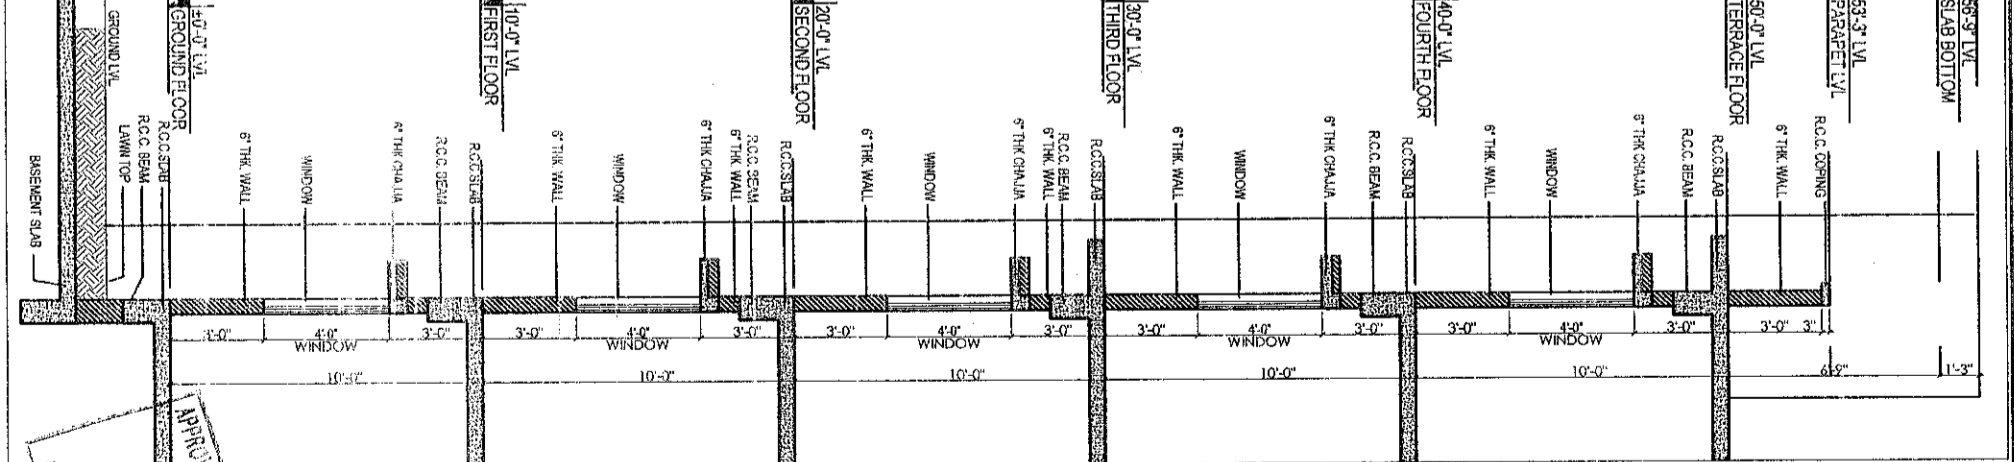 56'-9" LVL
SLAB BOTTOM
53'-3" LVL
PARAPET LVL
50'-0" LVL
TERRACE FLOOR
40'-0" LVL
FOURTH FLOOR
30'-0" LVL
THIRD FLOOR
20'-0" LVL
SECOND FLOOR
10'-0" LVL
FIRST FLOOR
±0'-0" LVL
GROUND FLOOR
GROUND LVL
R.C.C. COPING
6" THK. WALL
R.C.C.SLAB
R.C.C. BEAM
6" THK CHAJJA
WINDOW
6" THK. WALL
R.C.C.SLAB
R.C.C. BEAM
6" THK CHAJJA
WINDOW
6" THK. WALL
R.C.C.SLAB
R.C.C. BEAM
6" THK. WALL
6" THK CHAJJA
WINDOW
6" THK. WALL
R.C.C.SLAB
R.C.C. BEAM
6" THK. WALL
6" THK CHAJJA
WINDOW
6" THK. WALL
R.C.C.SLAB
R.C.C. BEAM
6" THK CHAJJA
WINDOW
6" THK. WALL
R.C.C.SLAB
R.C.C. BEAM
LAWN TOP
BASEMENT SLAB
3"
3'-0"
3'-0"
4'-0"
WINDOW
3'-0"
3'-0"
4'-0"
WINDOW
3'-0"
3'-0"
4'-0"
WINDOW
3'-0"
3'-0"
4'-0"
WINDOW
3'-0"
3'-0"
4'-0"
WINDOW
3'-0"
1'-3"
6'-9"
10'-0"
10'-0"
10'-0"
10'-0"
10'-0"